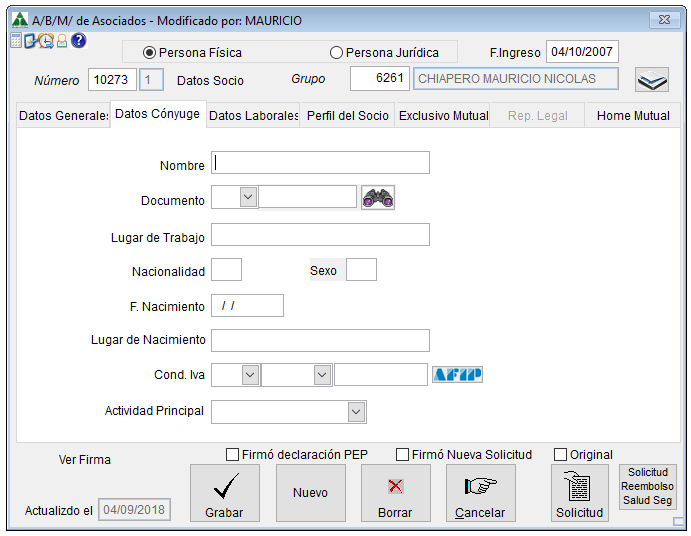 A/B/M/ de Asociados - Modificado por: MAURICIO
Persona Física Persona Jurídica F.Ingreso 04/10/2007
Número 10273 1 Datos Socio Grupo 6261 CHIAPERO MAURICIO NICOLAS
Datos Generales Datos Cónyuge Datos Laborales Perfil del Socio Exclusivo Mutual Rep. Legal Home Mutual
Nombre
Documento
Lugar de Trabajo
Nacionalidad Sexo
F. Nacimiento / /
Lugar de Nacimiento
Cond. Iva AFIP
Actividad Principal
Ver Firma Firmó declaración PEP Firmó Nueva Solicitud Original
Actualizdo el 04/09/2018
Grabar
Nuevo
Borrar
Cancelar
Solicitud
Solicitud
Reembolso
Salud Seg